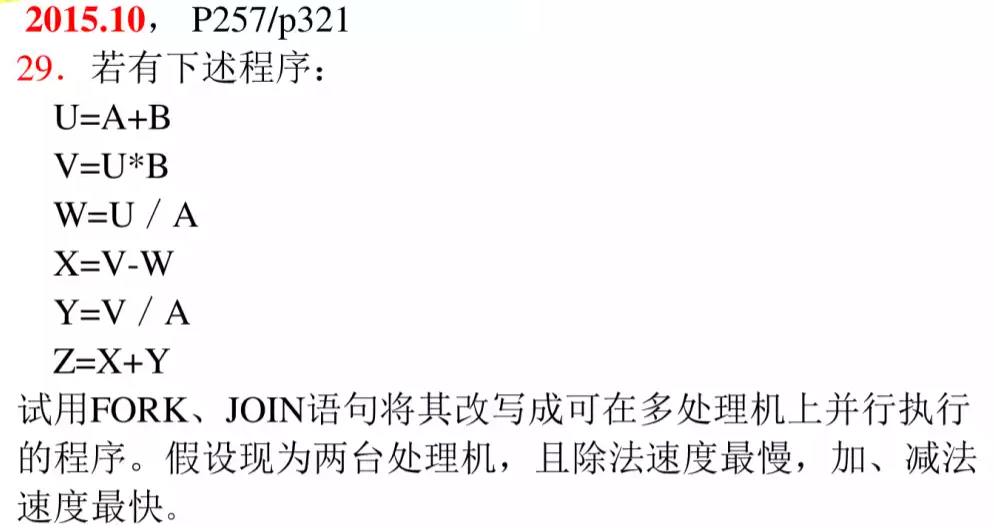 2015.10， P257/p321
29．若有下述程序：
U=A+B
V=U*B
W=U／A
X=V-W
Y=V／A
Z=X+Y
试用FORK、JOIN语句将其改写成可在多处理机上并行执行
的程序。假设现为两台处理机，且除法速度最慢，加、减法
速度最快。